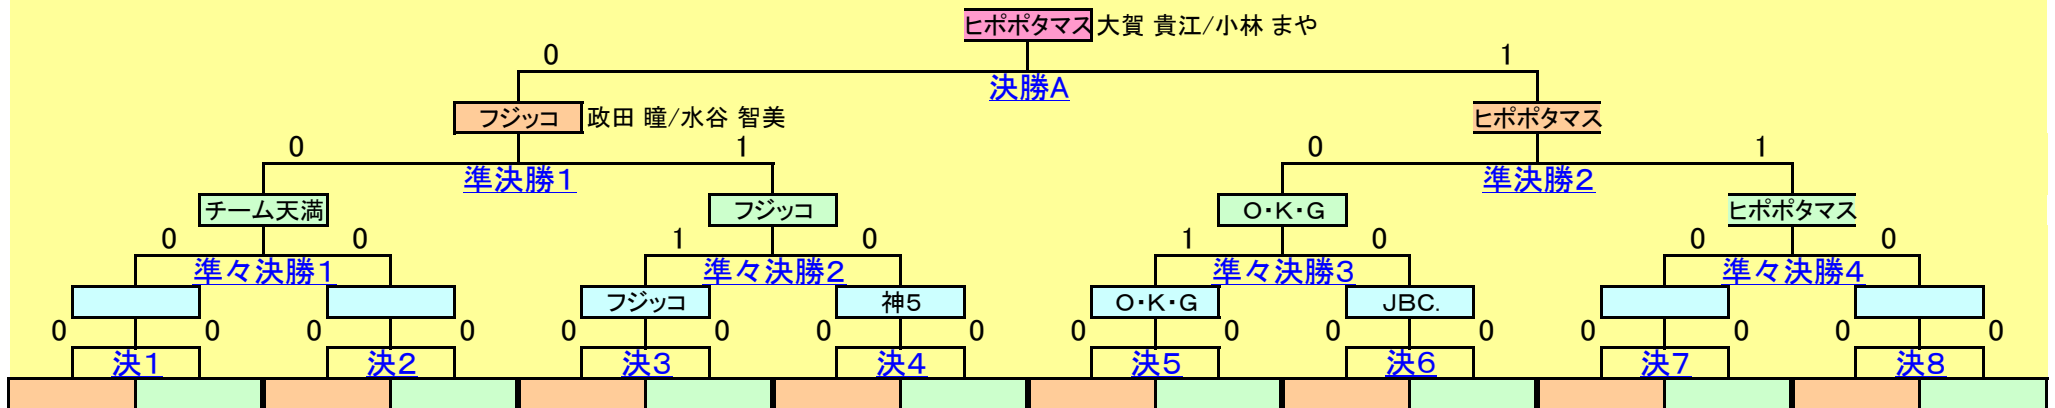 ヒポポタマス 大賀 貴江/小林 まや
0 1
決勝A
フジッコ 政田 瞳/水谷 智美 ヒポポタマス
0 1 0 1
準決勝1 準決勝2
チーム天満 フジッコ O・K・G ヒポポタマス
0 0 1 0 1 0 0 0
準々決勝1 準々決勝2 準々決勝3 準々決勝4
フジッコ 神5 O・K・G JBC.
0 0 0 0 0 0 0 0 0 0 0 0 0 0 0 0
決1 決2 決3 決4 決5 決6 決7 決8